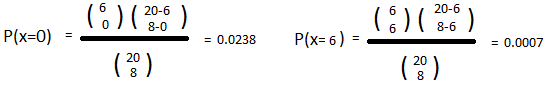 P(x=0) = ( 6 0 ) ( 20-6 8-0 ) / ( 20 8 ) = 0.0238
P(x= 6 ) = ( 6 6 ) ( 20-6 8-6 ) / ( 20 8 ) = 0.0007